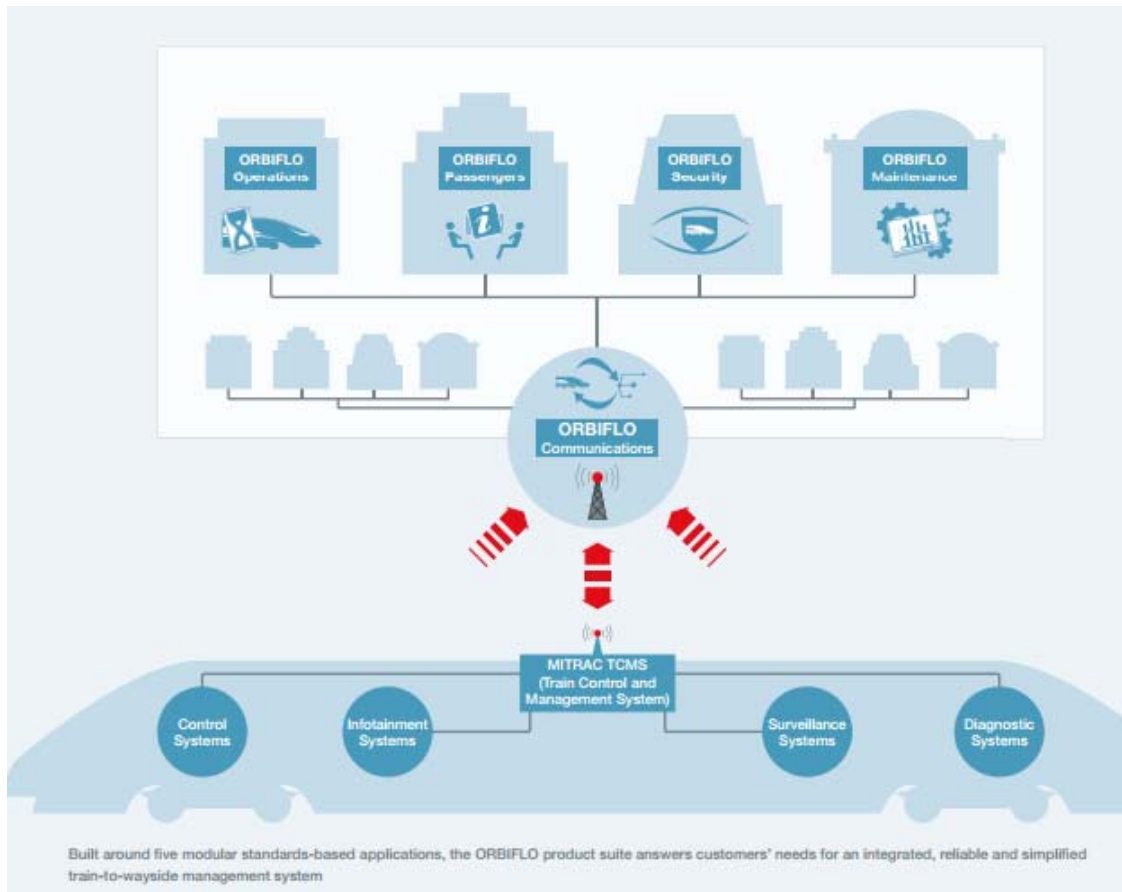 ORBIFLO
Operations
ORBIFLO
Passengers
ORBIFLO
Security
ORBIFLO
Maintenance
i
ORBIFLO
Communications
MITRAC TCMS
(Train Control and
Management System)
Control
Systems
Infotainment
Systems
Surveillance
Systems
Diagnostic
Systems
Built around five modular standards-based applications, the ORBIFLO product suite answers customers' needs for an integrated, reliable and simplified
train-to-wayside management system